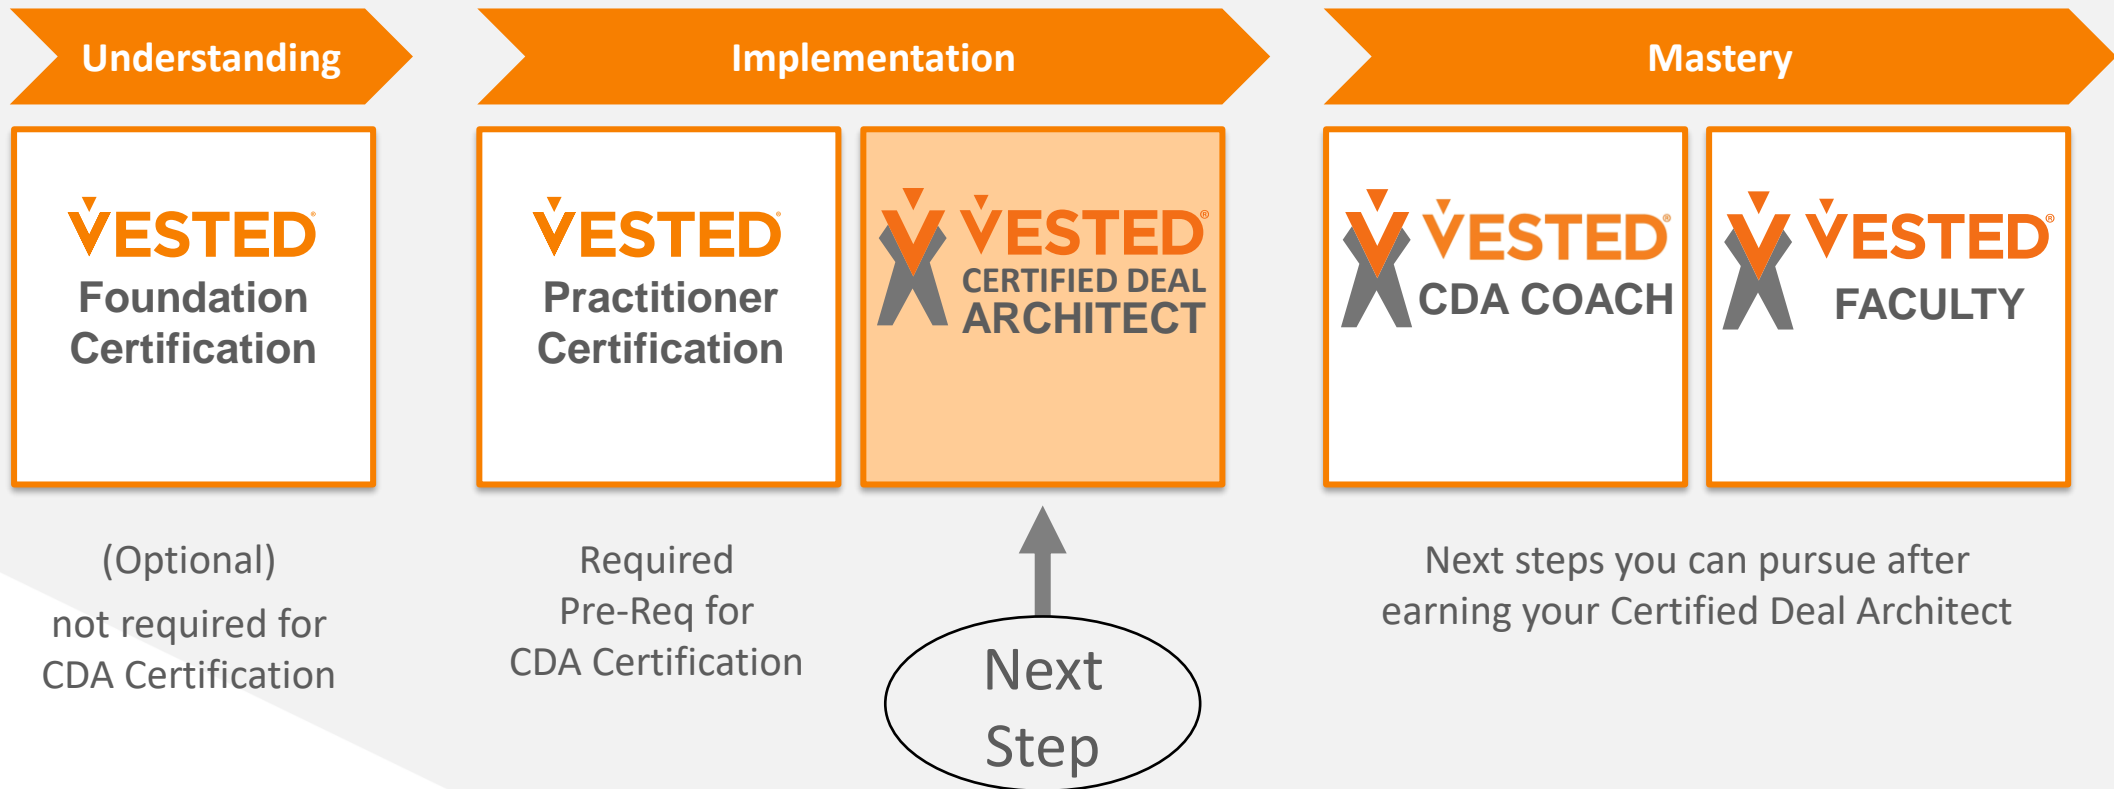 Understanding
Implementation
Mastery
VESTED®
Foundation
Certification
VESTED®
Practitioner
Certification
VESTED®
CERTIFIED DEAL
ARCHITECT
VESTED®
CDA COACH
VESTED®
FACULTY
(Optional)
not required for
CDA Certification
Required
Pre-Req for
CDA Certification
Next
Step
Next steps you can pursue after
earning your Certified Deal Architect